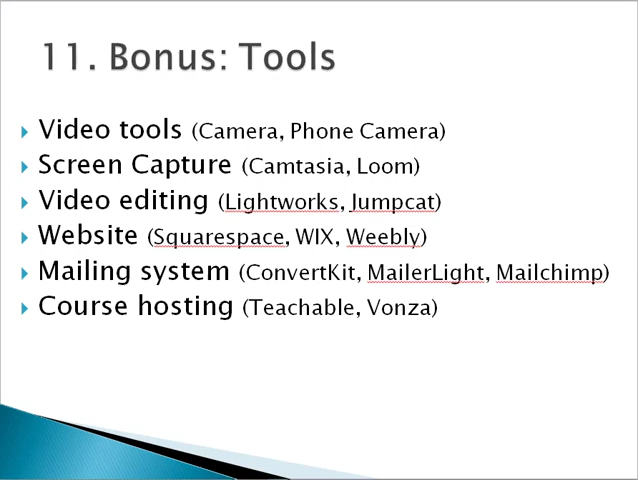 11. Bonus: Tools
Video tools (Camera, Phone Camera)
Screen Capture (Camtasia, Loom)
Video editing (Lightworks, Jumpcat)
Website (Squarespace, WIX, Weebly)
Mailing system (ConvertKit, MailerLight, Mailchimp)
Course hosting (Teachable, Vonza)